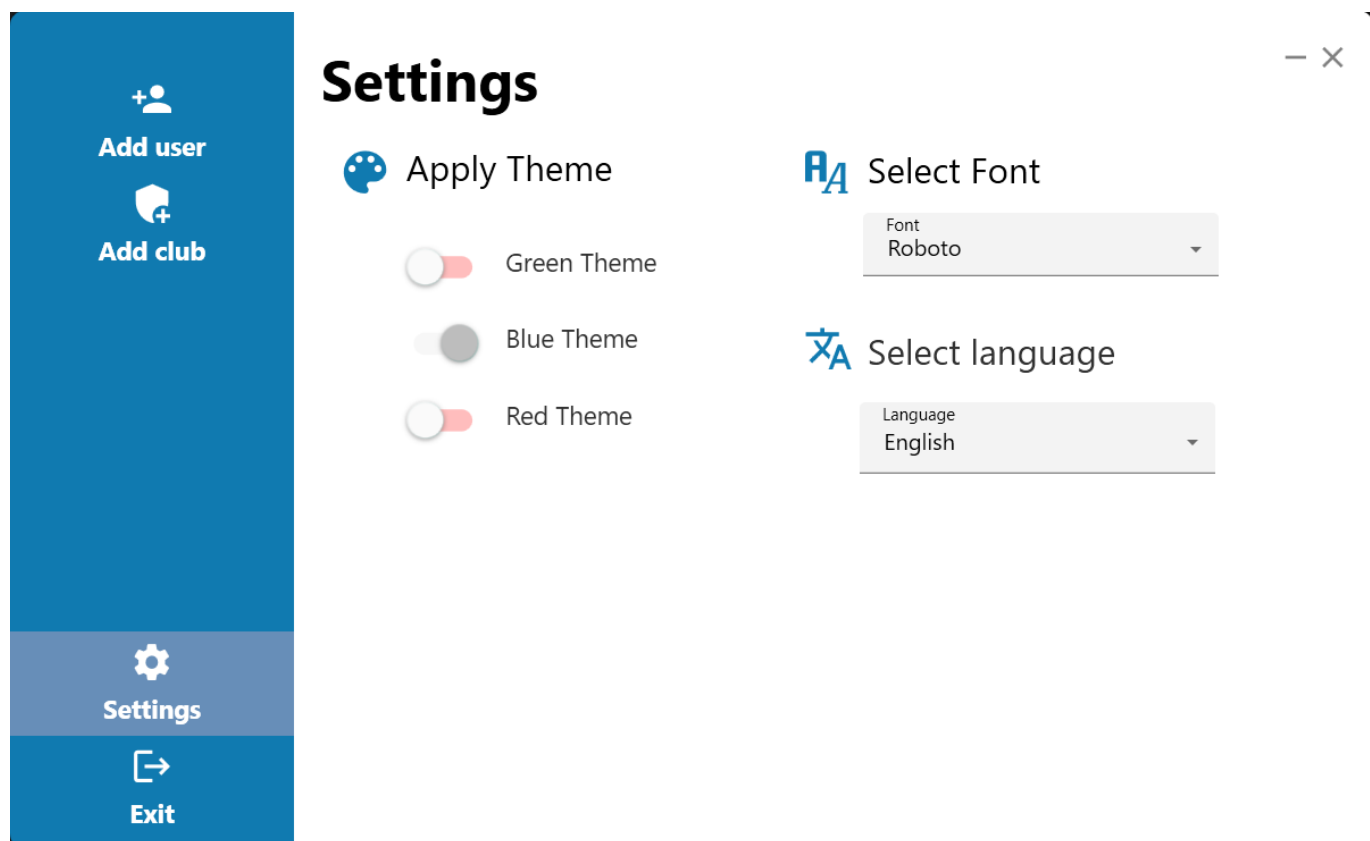 Add user
Add club
Settings
Exit
Settings
Apply Theme
Green Theme
Blue Theme
Red Theme
Select Font
Font
Roboto
Select language
Language
English